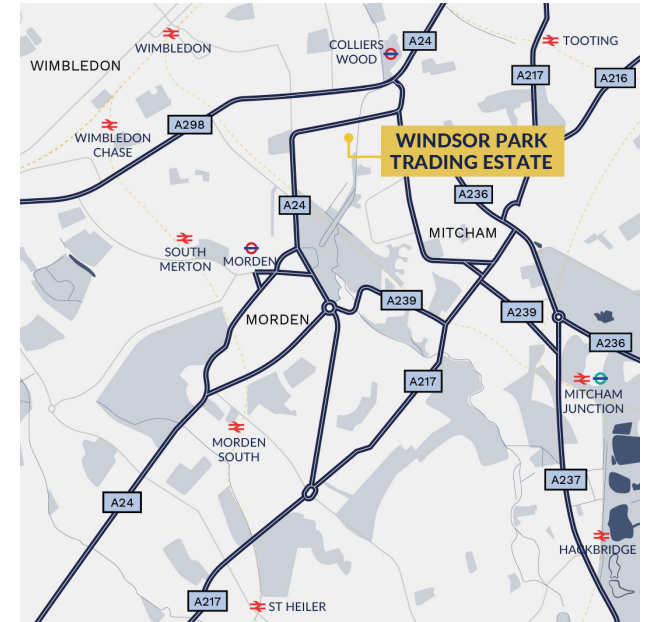 A24
WIMBLEDON
COLLIERS
WOOD
TOOTING
WIMBLEDON
A217
A216
A298
WIMBLEDON
CHASE
WINDSOR PARK
TRADING ESTATE
A236
A24
MITCHAM
SOUTH
MERTON
MORDEN
A239
A239
MORDEN
A236
A217
MITCHAM
JUNCTION
MORDEN
SOUTH
A237
A24
HACKBRIDGE
A217
ST HEILER